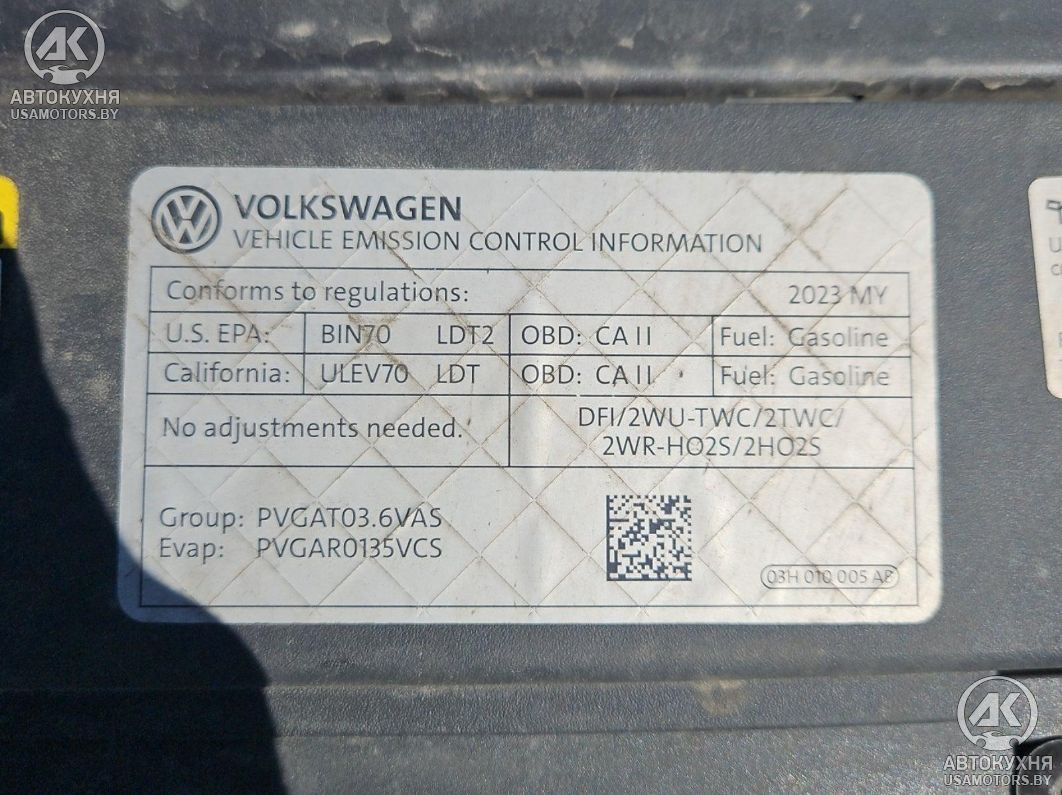 АК
АВТОКУХНЯ
USAMOTORS.BY
VOLKSWAGEN
VEHICLE EMISSION CONTROL INFORMATION
Conforms to regulations: 2023 MY
U.S. EPA: BIN70 LDT2 OBD: CA II Fuel: Gasoline
California: ULEV70 LDT OBD: CA II Fuel: Gasoline
No adjustments needed.
DFI/2WU-TWC/2TWC/
2WR-HO2S/2HO2S
Group: PVGAT03.6VAS
Evap: PVGAR0135VCS
03H 010 005 AB
АК
АВТОКУХНЯ
USAMOTORS.BY